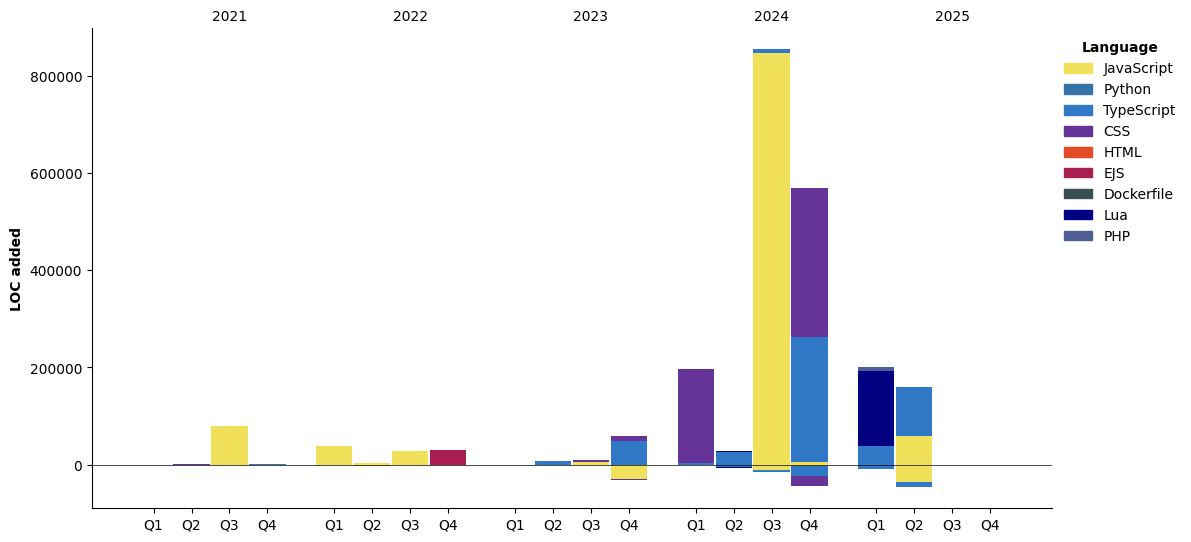 2021 2022 2023 2024 2025
Language
JavaScript
Python
TypeScript
CSS
HTML
EJS
Dockerfile
Lua
PHP
LOC added
800000
600000
400000
200000
0
Q1 Q2 Q3 Q4 Q1 Q2 Q3 Q4 Q1 Q2 Q3 Q4 Q1 Q2 Q3 Q4 Q1 Q2 Q3 Q4